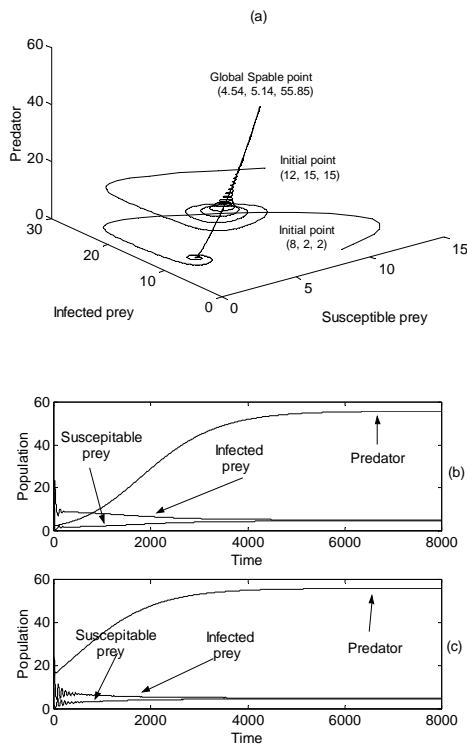 (a)
60
40
20
0
Predator
Global Spable point
(4.54, 5.14, 55.85)
Initial point
(12, 15, 15)
Initial point
(8, 2, 2)
30
20
10
0
Infected prey
0
5
10
15
Susceptible prey
60
40
20
0
Population
Suscepitable
prey
Infected
prey
Predator
(b)
0
2000
4000
6000
8000
Time
60
40
20
0
Population
Suscepitable
prey
Infected
prey
Predator
(c)
0
2000
4000
6000
8000
Time